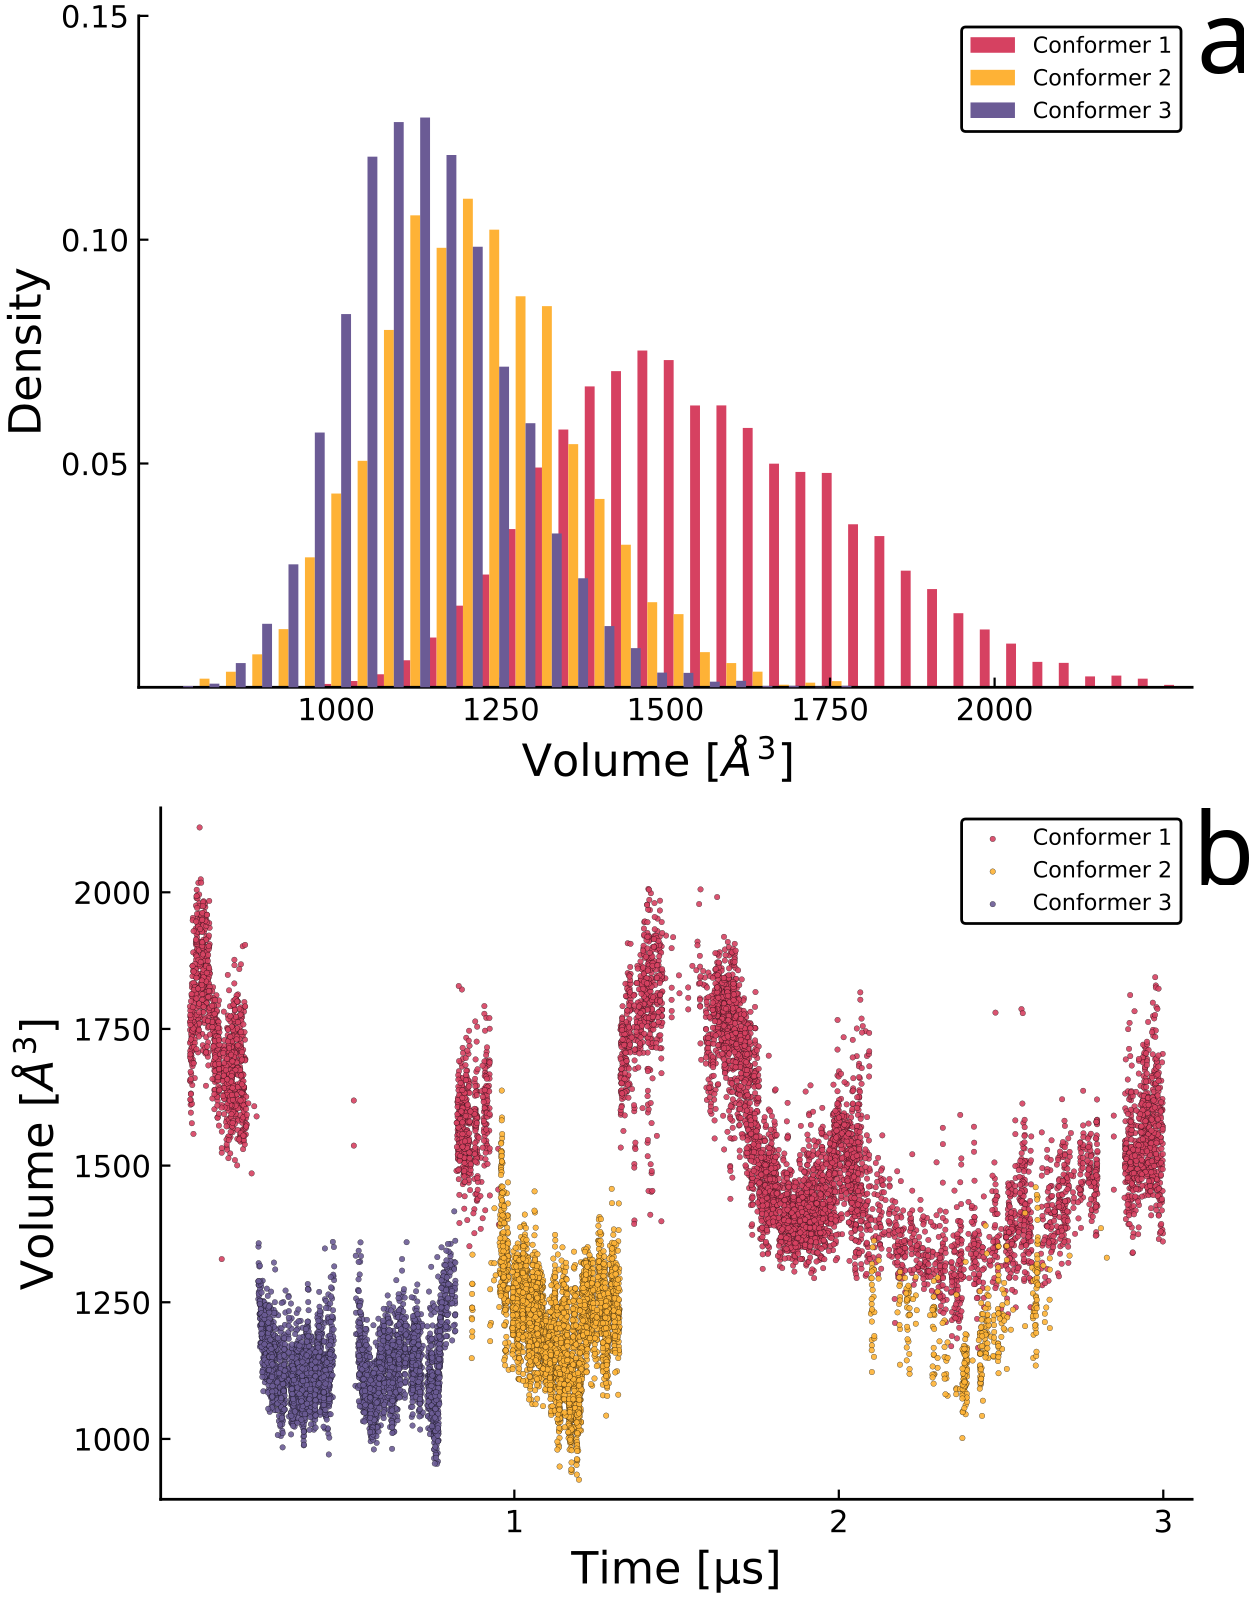 0.15
a
Conformer 1
Conformer 2
Conformer 3
0.10
Density
0.05
1000 1250 1500 1750 2000
Volume [Å³]
b
Conformer 1
Conformer 2
Conformer 3
2000
1750
Volume [Å³]
1500
1250
1000
1 2 3
Time [µs]